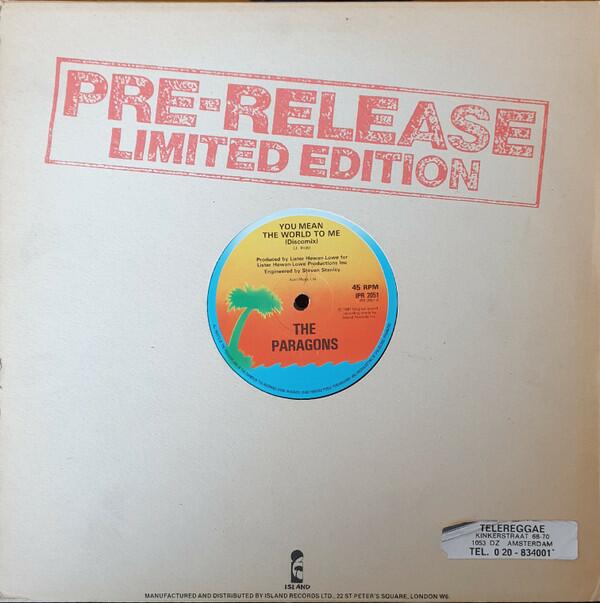 PRE-RELEASE
LIMITED EDITION
YOU MEAN
THE WORLD TO ME
(Discomix)
Produced by Lister Hewan-Lowe for
Lister Hewan-Lowe Productions Inc
Engineered by Steven Stanley
45 RPM
IPR 2051
THE
PARAGONS
TELEREGGAE
KINKERSTRAAT 68-70
1053 DZ AMSTERDAM
TEL. 0 20 - 834001
ISLAND
MANUFACTURED AND DISTRIBUTED BY ISLAND RECORDS LTD., 22 ST PETER'S SQUARE, LONDON W6.